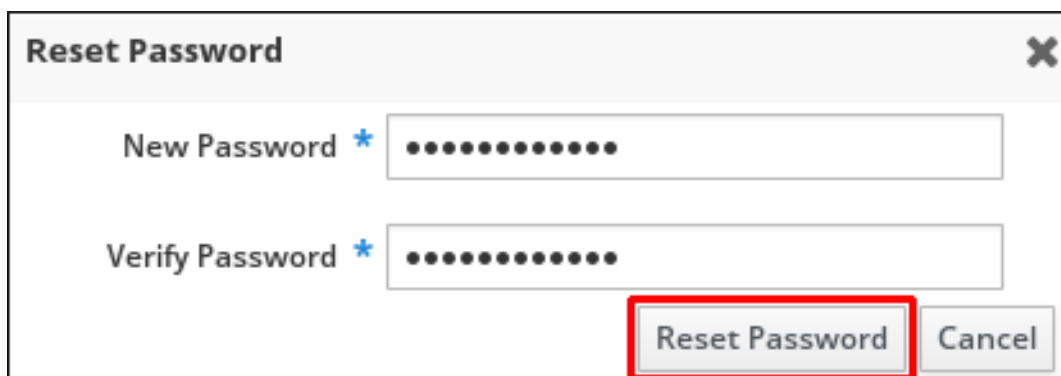 Reset Password
New Password * ●●●●●●●●●●●●
Verify Password * ●●●●●●●●●●●●
Reset Password Cancel